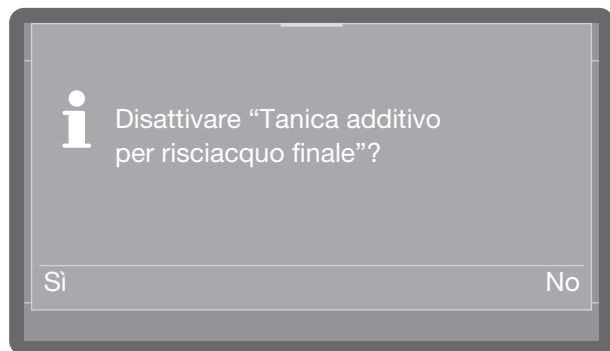 Disattivare “Tanica additivo
per risciacquo finale”?
Sì No